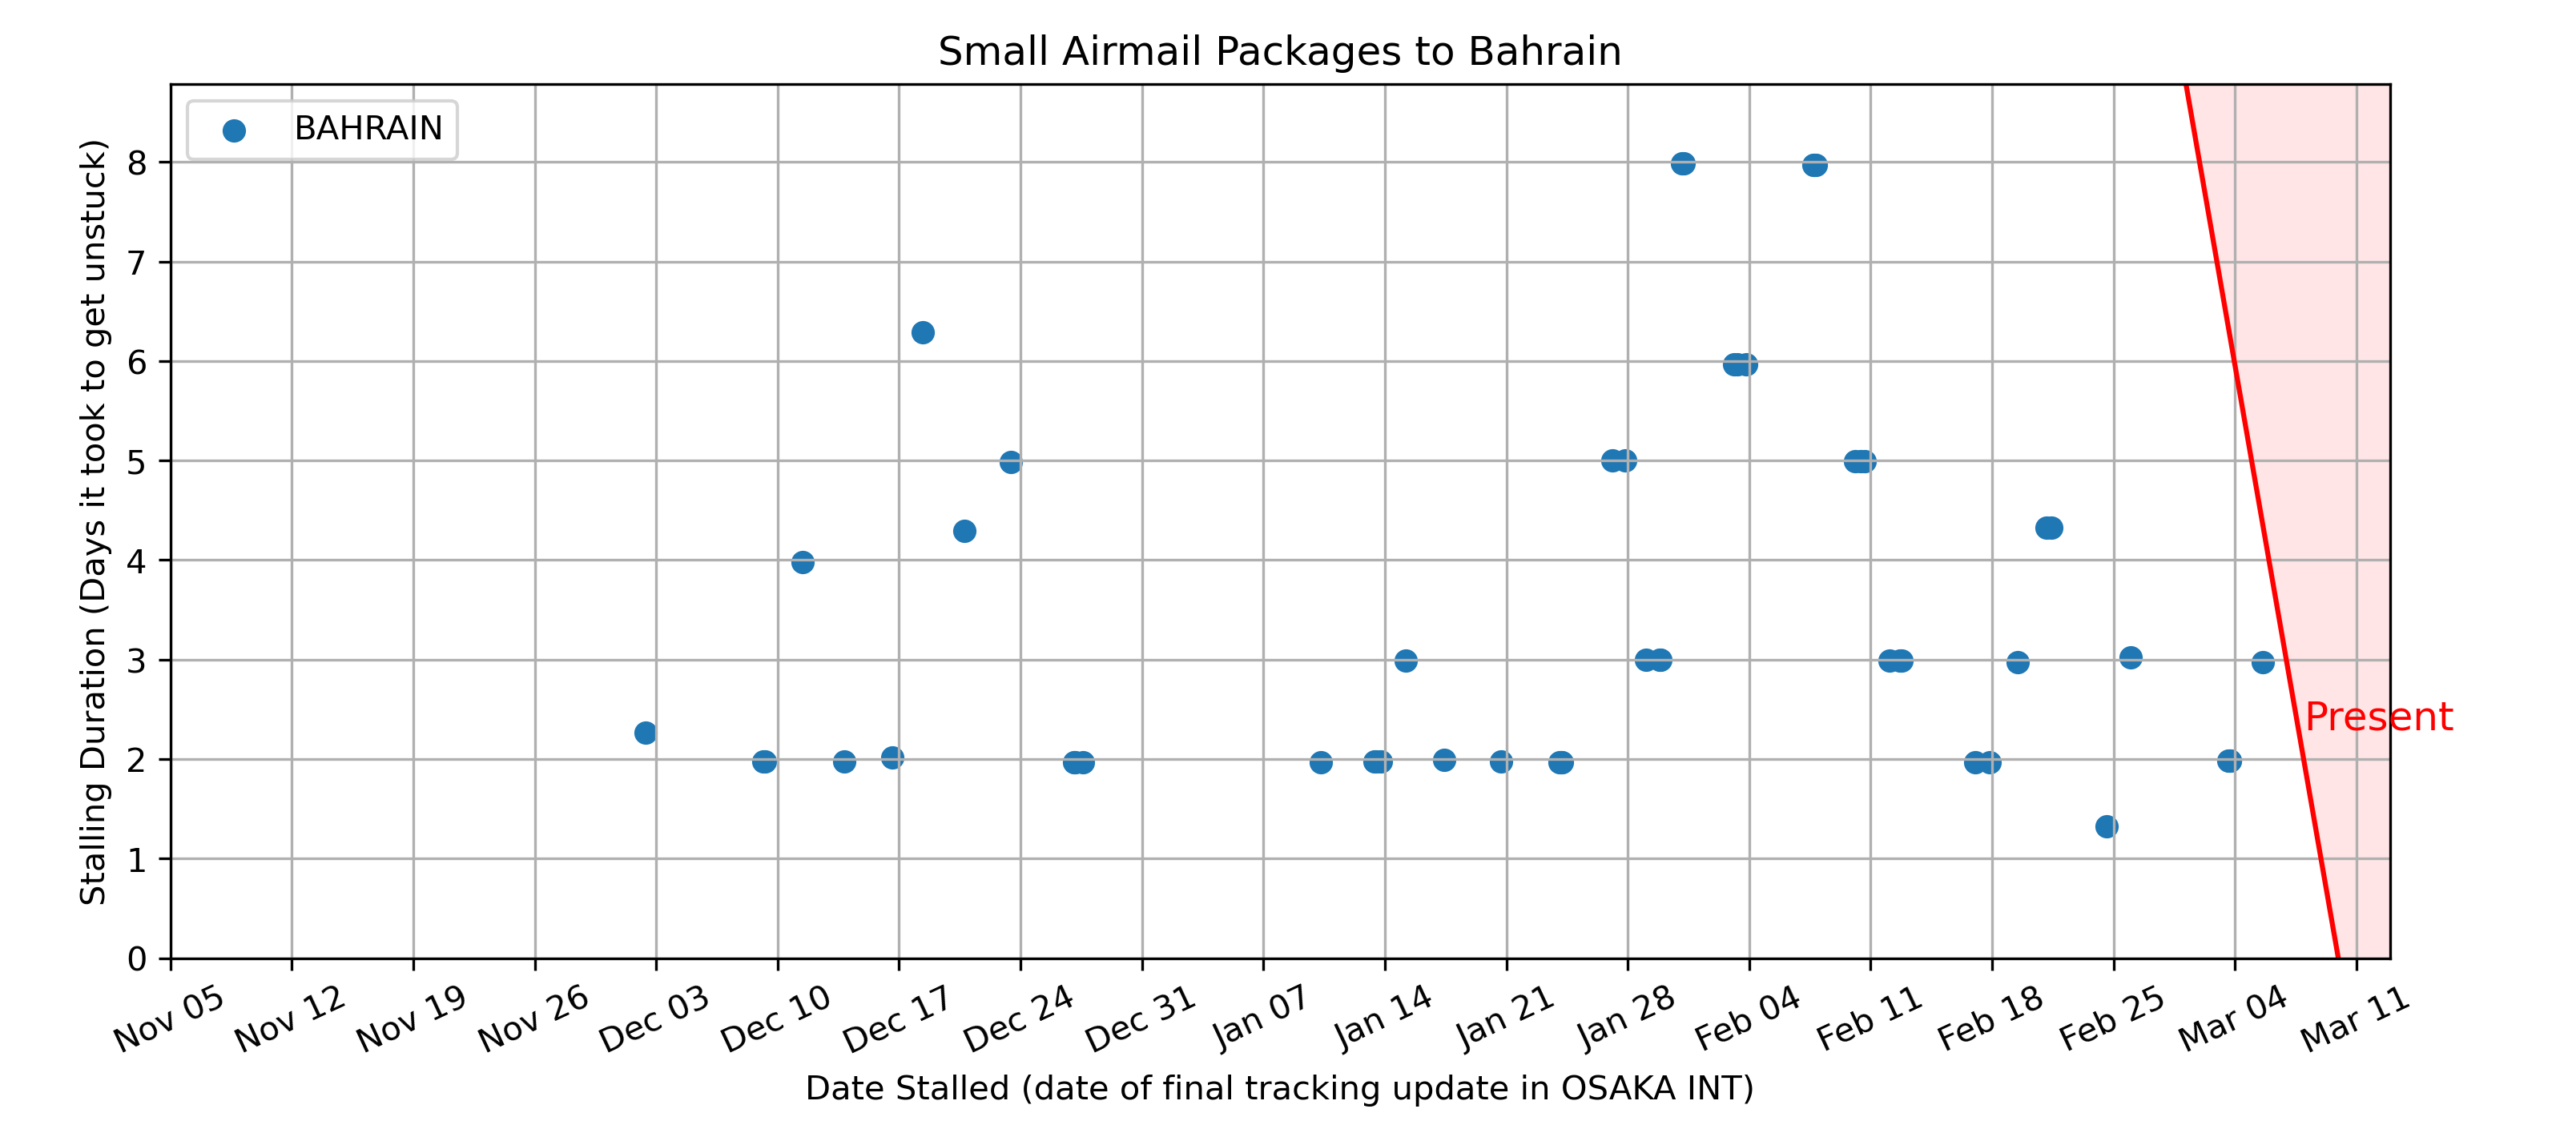 Small Airmail Packages to Bahrain
BAHRAIN
Stalling Duration (Days it took to get unstuck)
8
7
6
5
4
3
2
1
0
Present
Nov 05
Nov 12
Nov 19
Nov 26
Dec 03
Dec 10
Dec 17
Dec 24
Dec 31
Jan 07
Jan 14
Jan 21
Jan 28
Feb 04
Feb 11
Feb 18
Feb 25
Mar 04
Mar 11
Date Stalled (date of final tracking update in OSAKA INT)